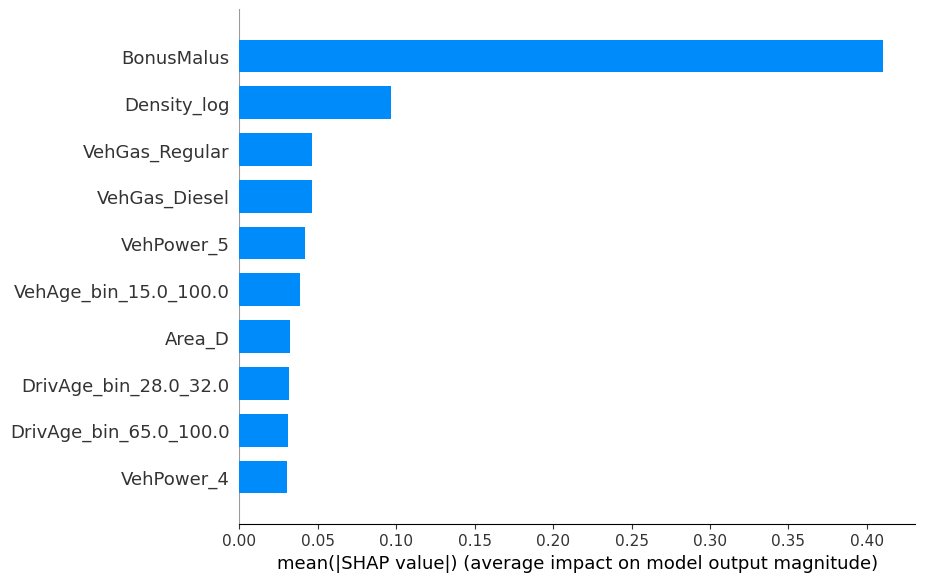 BonusMalus
Density_log
VehGas_Regular
VehGas_Diesel
VehPower_5
VehAge_bin_15.0_100.0
Area_D
DrivAge_bin_28.0_32.0
DrivAge_bin_65.0_100.0
VehPower_4
0.00 0.05 0.10 0.15 0.20 0.25 0.30 0.35 0.40
mean(|SHAP value|) (average impact on model output magnitude)